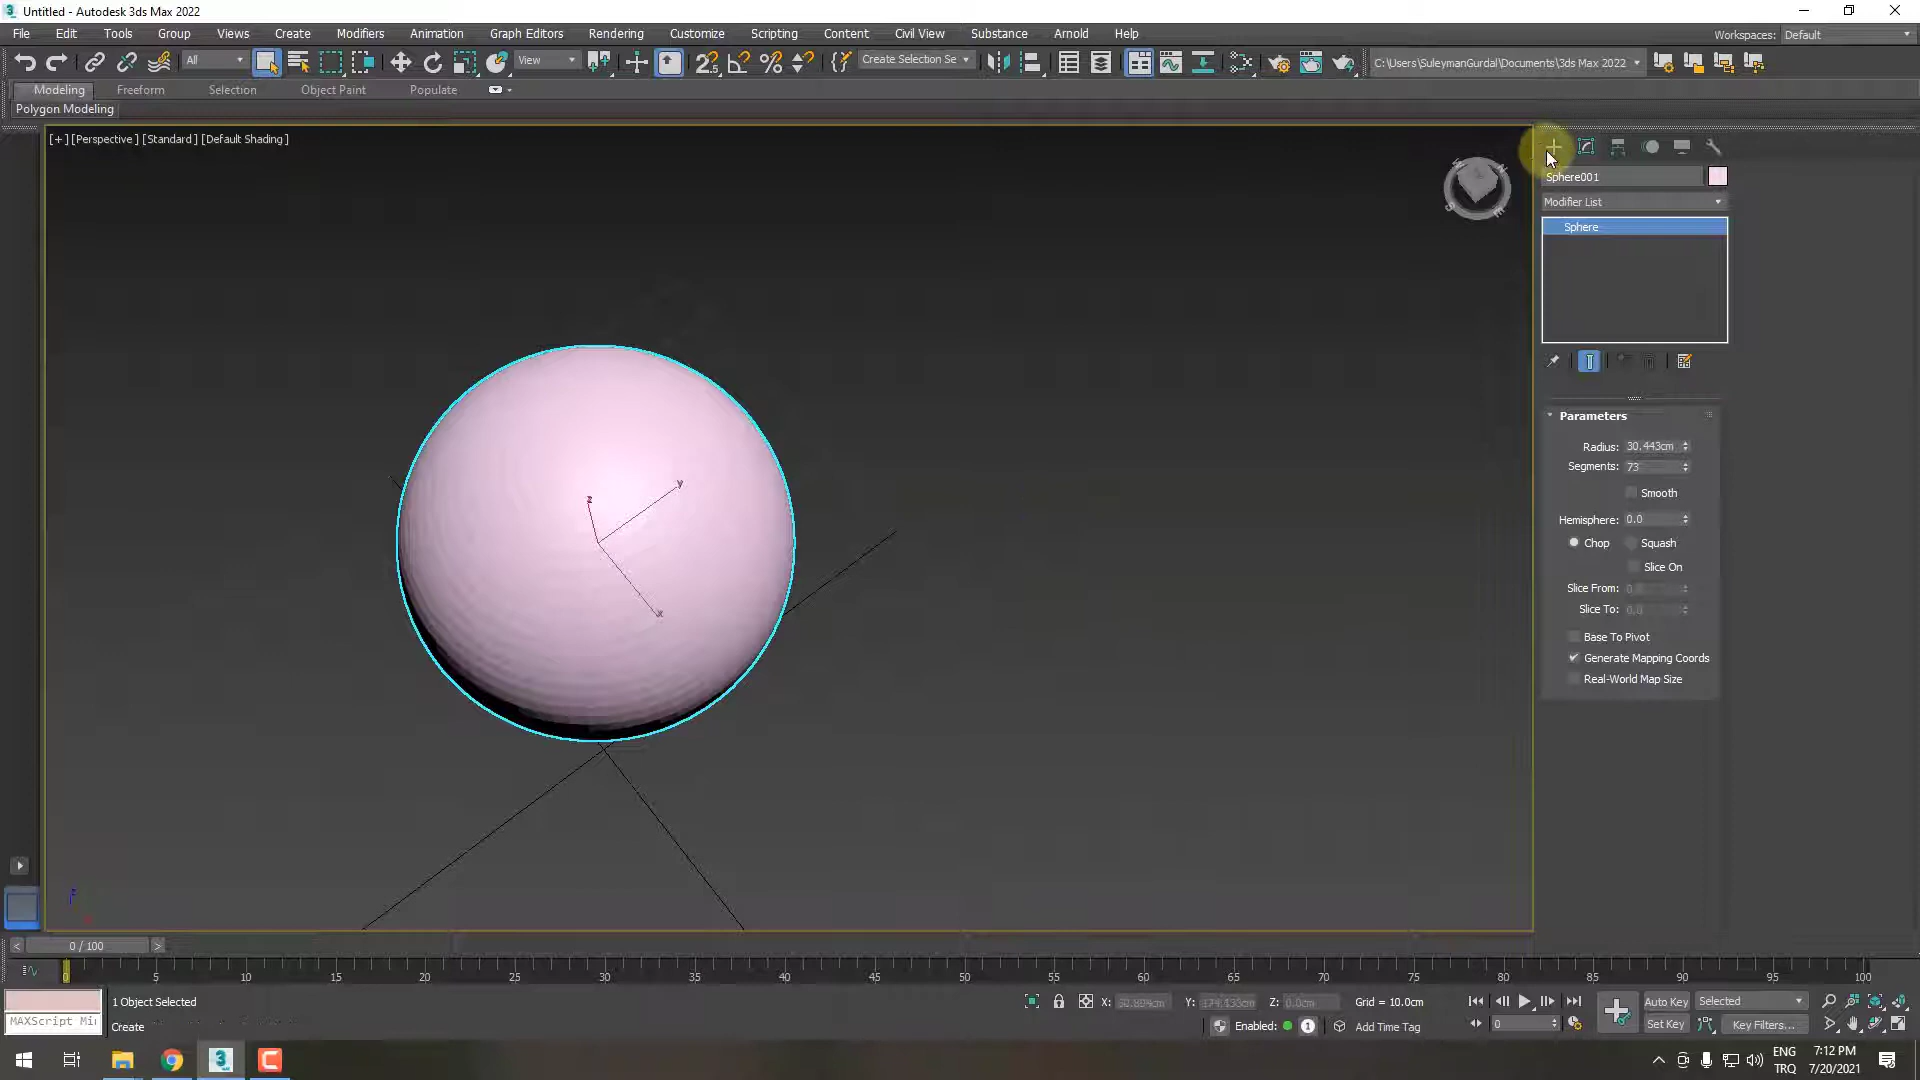 Untitled - Autodesk 3ds Max 2022
File Edit Tools Group Views Create Modifiers Animation Graph Editors Rendering Customize Scripting Content Civil View Substance Arnold Help
Workspaces: Default
All View Create Selection Se C:\Users\SuleymanGurdal\Documents\3ds Max 2022
Modeling Freeform Selection Object Paint Populate
Polygon Modeling
[+] [Perspective] [Standard] [Default Shading]
Sphere001
Modifier List
Sphere
Parameters
Radius: 30.443cm
Segments: 73
Smooth
Hemisphere: 0.0
Chop Squash
Slice On
Slice From:
Slice To:
Base To Pivot
Generate Mapping Coords
Real-World Map Size
z
y
x
0 / 100
0 5 10 15 20 25 30 35 40 45 50 55 60 65 70 75 80 85 90 95 100
1 Object Selected
X: Y: Z: 0.0cm Grid = 10.0cm
Auto Key Selected
MAXScript Mi
Create
Enabled: 1 Add Time Tag
0
Set Key Key Filters...
ENG
TRQ
7:12 PM
7/20/2021